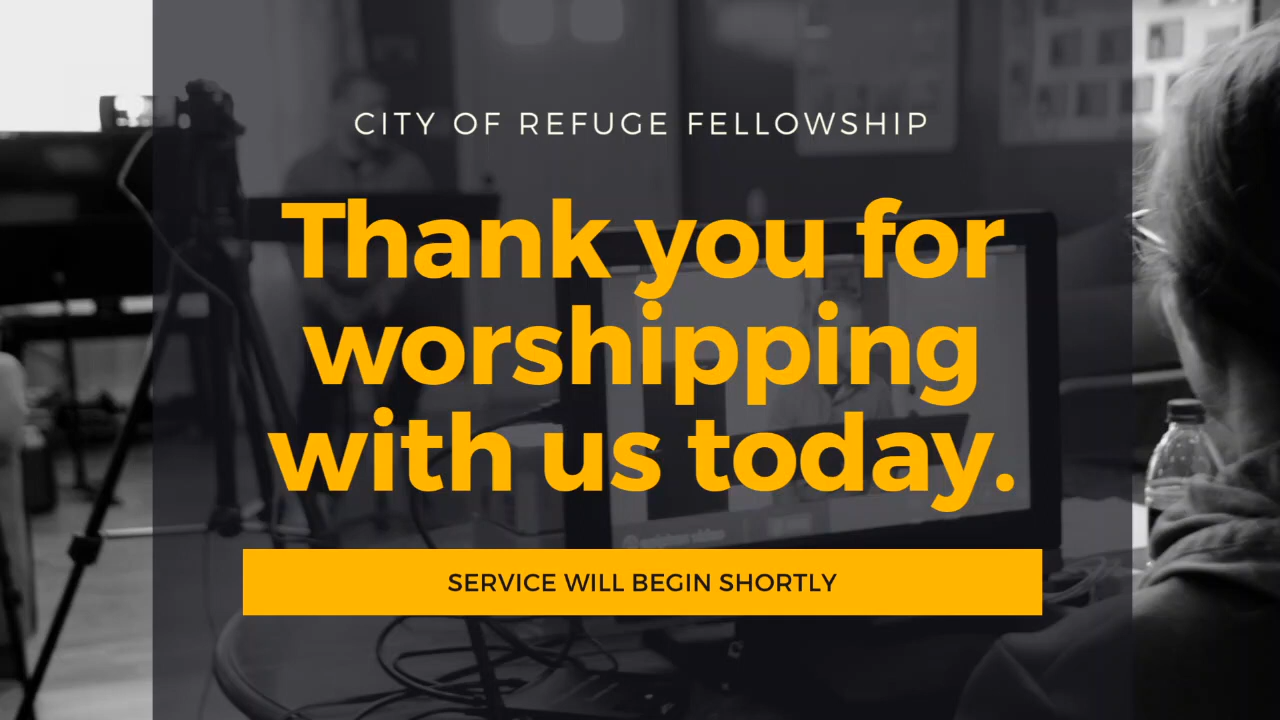 CITY OF REFUGE FELLOWSHIP
Thank you for
worshipping
with us today.
SERVICE WILL BEGIN SHORTLY